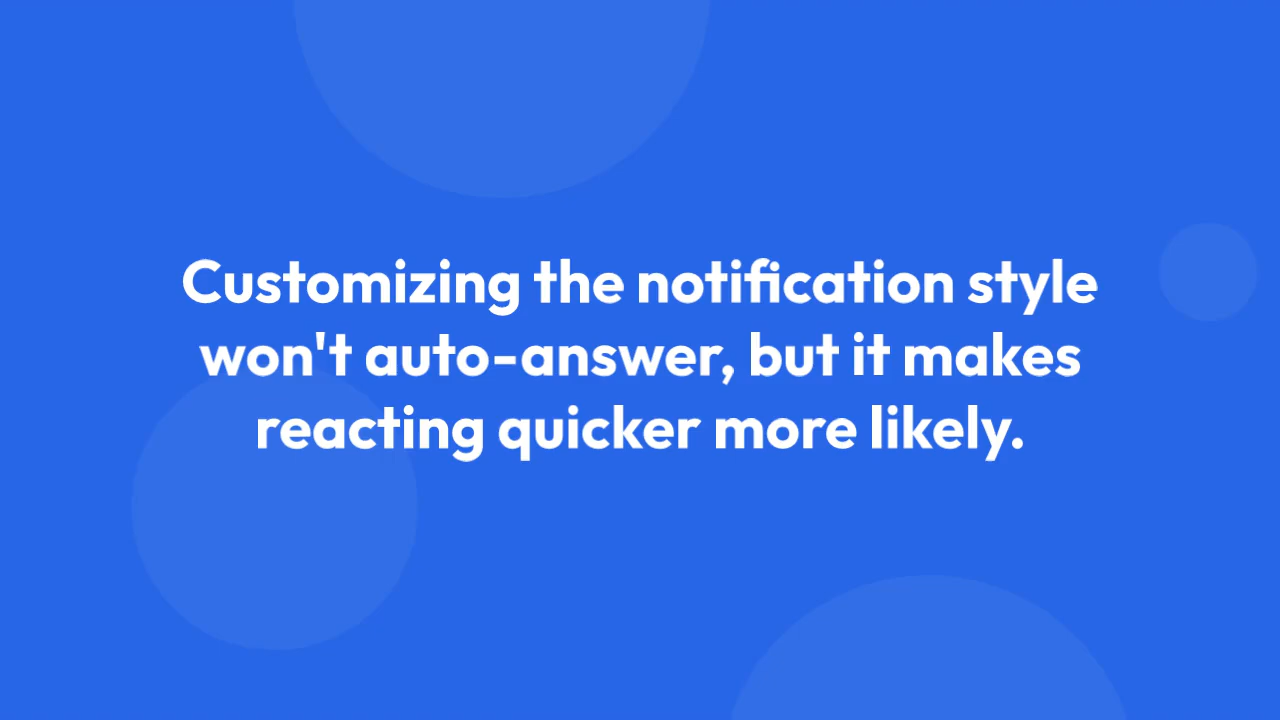 Customizing the notification style
won't auto-answer, but it makes
reacting quicker more likely.